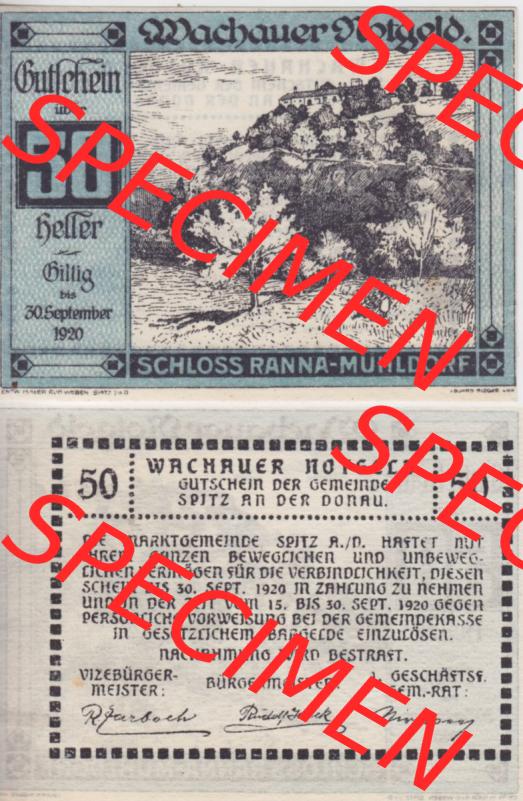 Wachauer Notgeld.
Gutschein
über
50
Heller
Giltig
bis
30. September
1920
SCHLOSS RANNA-MÜHLDORF
SPECIMEN
SPECIMEN
50 WACHAUER NOTGELD 50
GUTSCHEIN DER GEMEINDE
SPITZ AN DER DONAU.
DIE MARKTGEMEINDE SPITZ A./D. HAFTET MIT
IHREM GANZEN BEWEGLICHEN UND UNBEWEG-
LICHEN VERMÖGEN FÜR DIE VERBINDLICHKEIT, DIESEN
SCHEIN BIS 30. SEPT. 1920 IN ZAHLUNG ZU NEHMEN
UND IN DER ZEIT VOM 15. BIS 30. SEPT. 1920 GEGEN
PERSÖNLICHE VORWEISUNG BEI DER GEMEINDEKASSE
IN GESETZLICHEM BARGELDE EINZULÖSEN.
NACHAHMUNG WIRD BESTRAFT.
VIZEBÜRGER-
MEISTER:
BÜRGERMEISTER:
GESCHÄFTSF.
GEM.-RAT:
SPECIMEN
SPECIMEN